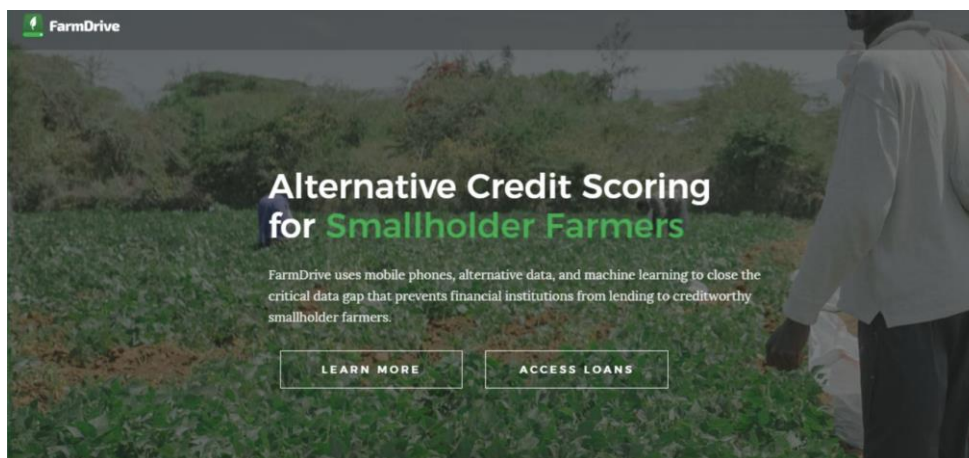 FarmDrive
Alternative Credit Scoring
for Smallholder Farmers
FarmDrive uses mobile phones, alternative data, and machine learning to close the
critical data gap that prevents financial institutions from lending to creditworthy
smallholder farmers.
LEARN MORE
ACCESS LOANS